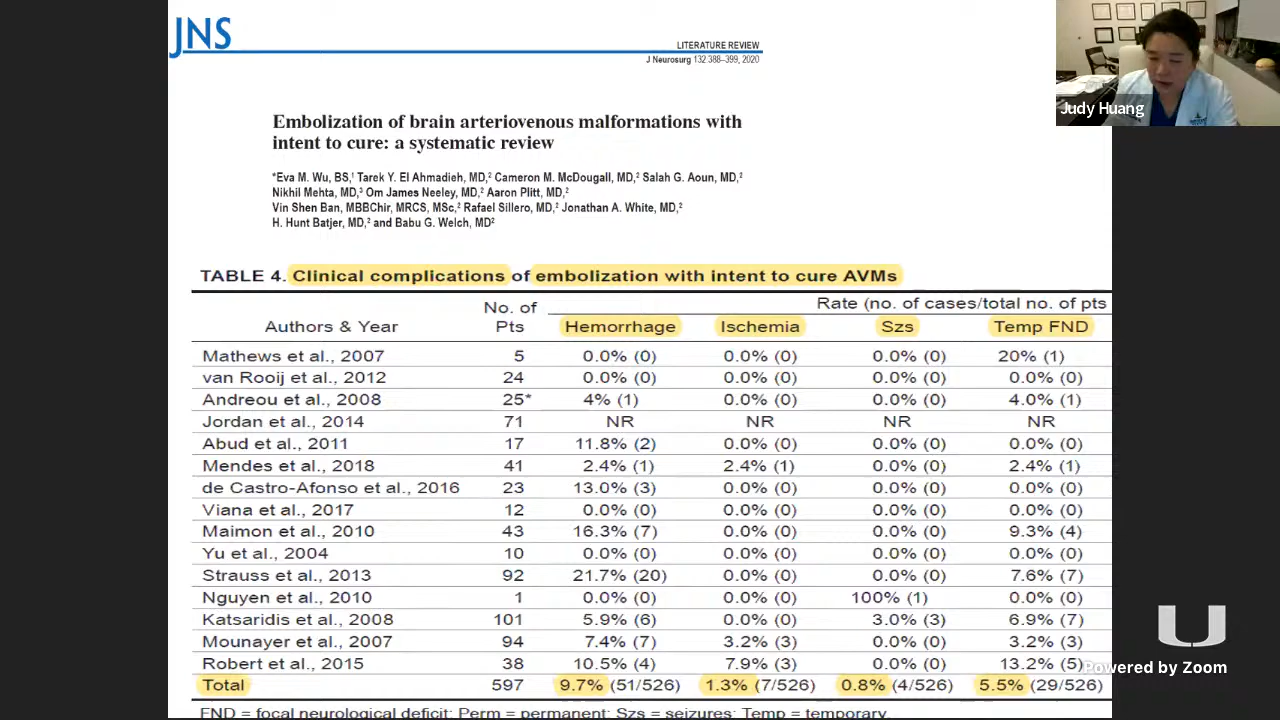 JNS
LITERATURE REVIEW
J Neurosurg 132:388–399, 2020
Embolization of brain arteriovenous malformations with
intent to cure: a systematic review
*Eva M. Wu, BS,¹ Tarek Y. El Ahmadieh, MD,² Cameron M. McDougall, MD,² Salah G. Aoun, MD,²
Nikhil Mehta, MD,³ Om James Neeley, MD,² Aaron Plitt, MD,²
Vin Shen Ban, MBBChir, MRCS, MSc,² Rafael Sillero, MD,² Jonathan A. White, MD,²
H. Hunt Batjer, MD,² and Babu G. Welch, MD²
TABLE 4. Clinical complications of embolization with intent to cure AVMs
Rate (no. of cases/total no. of pts
Authors & Year No. of Pts Hemorrhage Ischemia Szs Temp FND
Mathews et al., 2007 5 0.0% (0) 0.0% (0) 0.0% (0) 20% (1)
van Rooij et al., 2012 24 0.0% (0) 0.0% (0) 0.0% (0) 0.0% (0)
Andreou et al., 2008 25* 4% (1) 0.0% (0) 0.0% (0) 4.0% (1)
Jordan et al., 2014 71 NR NR NR NR
Abud et al., 2011 17 11.8% (2) 0.0% (0) 0.0% (0) 0.0% (0)
Mendes et al., 2018 41 2.4% (1) 2.4% (1) 0.0% (0) 2.4% (1)
de Castro-Afonso et al., 2016 23 13.0% (3) 0.0% (0) 0.0% (0) 0.0% (0)
Viana et al., 2017 12 0.0% (0) 0.0% (0) 0.0% (0) 0.0% (0)
Maimon et al., 2010 43 16.3% (7) 0.0% (0) 0.0% (0) 9.3% (4)
Yu et al., 2004 10 0.0% (0) 0.0% (0) 0.0% (0) 0.0% (0)
Strauss et al., 2013 92 21.7% (20) 0.0% (0) 0.0% (0) 7.6% (7)
Nguyen et al., 2010 1 0.0% (0) 0.0% (0) 100% (1) 0.0% (0)
Katsaridis et al., 2008 101 5.9% (6) 0.0% (0) 3.0% (3) 6.9% (7)
Mounayer et al., 2007 94 7.4% (7) 3.2% (3) 0.0% (0) 3.2% (3)
Robert et al., 2015 38 10.5% (4) 7.9% (3) 0.0% (0) 13.2% (5)
Total 597 9.7% (51/526) 1.3% (7/526) 0.8% (4/526) 5.5% (29/526)
FND = focal neurological deficit; Perm = permanent; Szs = seizures; Temp = temporary.
Judy Huang
U
Powered by Zoom